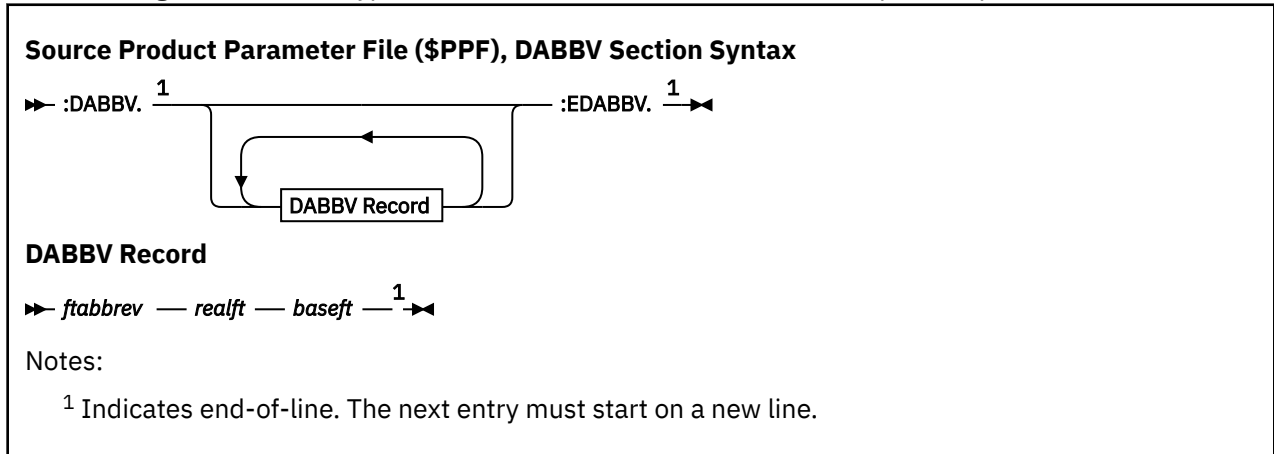 Source Product Parameter File ($PPF), DABBV Section Syntax
:DABBV. 1 :EDABBV. 1
DABBV Record
DABBV Record
ftabbrev realft baseft 1
Notes:
1 Indicates end-of-line. The next entry must start on a new line.